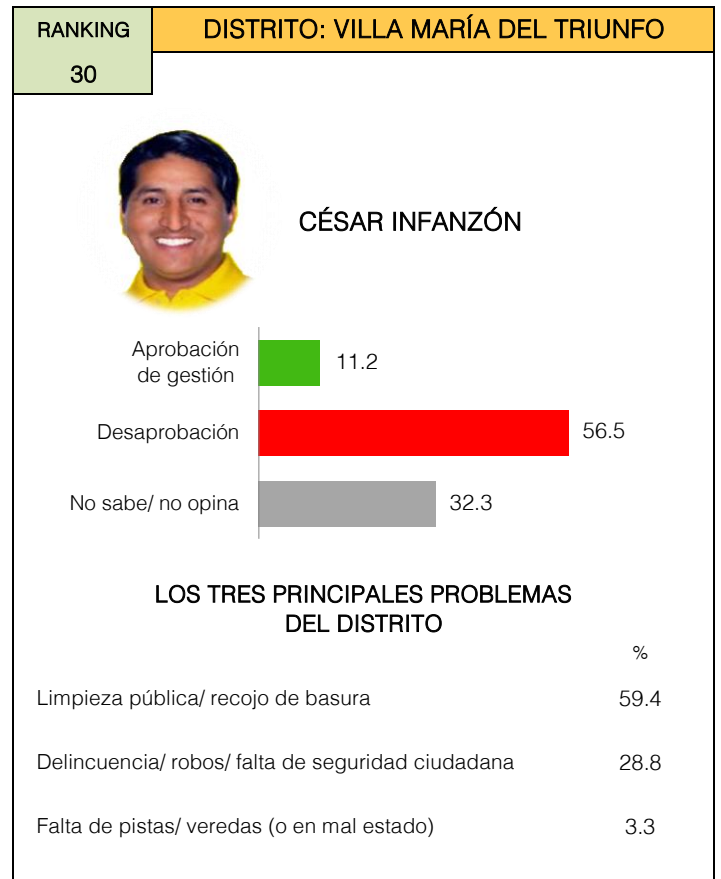 RANKING
30
DISTRITO: VILLA MARÍA DEL TRIUNFO
CÉSAR INFANZÓN
Aprobación
de gestión
11.2
Desaprobación
56.5
No sabe/ no opina
32.3
LOS TRES PRINCIPALES PROBLEMAS
DEL DISTRITO
%
Limpieza pública/ recojo de basura 59.4
Delincuencia/ robos/ falta de seguridad ciudadana 28.8
Falta de pistas/ veredas (o en mal estado) 3.3